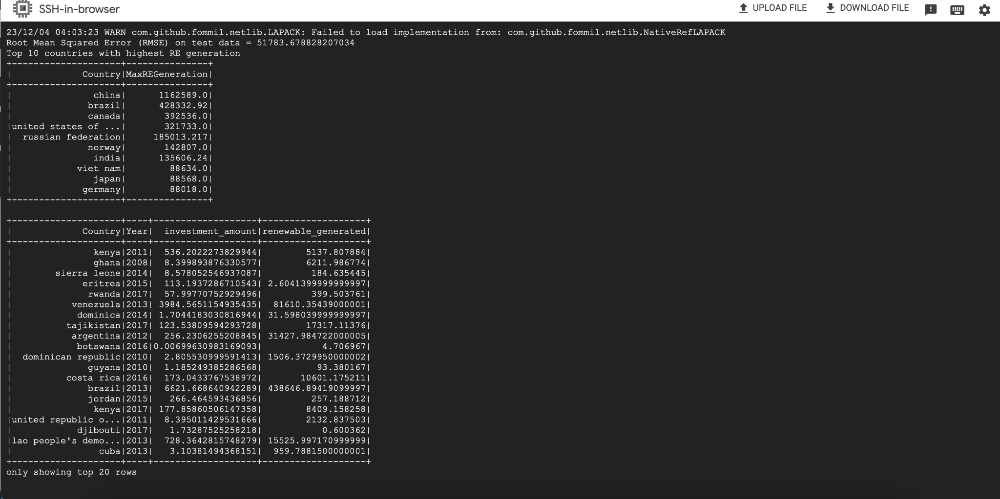 SSH-in-browser
UPLOAD FILE
DOWNLOAD FILE
23/12/04 04:03:23 WARN com.github.fommil.netlib.LAPACK: Failed to load implementation from: com.github.fommil.netlib.NativeRefLAPACK
Root Mean Squared Error (RMSE) on test data = 51783.678828207034
Top 10 countries with highest RE generation
+--------------------+---------------+
|             Country|MaxREGeneration|
+--------------------+---------------+
|               china|      1162589.0|
|              brazil|      428332.92|
|              canada|       392536.0|
|united states of ...|       321733.0|
|  russian federation|     185013.217|
|              norway|       142807.0|
|               india|      135606.24|
|            viet nam|        88634.0|
|               japan|        88568.0|
|             germany|        88018.0|
+--------------------+---------------+
+--------------------+----+-------------------+-------------------+
|             Country|Year|  investment_amount|renewable_generated|
+--------------------+----+-------------------+-------------------+
|               kenya|2011|  536.2022273829944|        5137.807884|
|               ghana|2008|  8.399893876330577|        6211.986774|
|        sierra leone|2014|  8.578052546937087|         184.635445|
|             eritrea|2015|  113.1937286710543| 2.6041399999999997|
|              rwanda|2017|  57.99770752929496|         399.503761|
|           venezuela|2013| 3984.5651154935435|  81610.35439000001|
|            dominica|2014| 1.7044183030816944| 31.598039999999997|
|          tajikistan|2017| 123.53809594293728|        17317.11376|
|           argentina|2012|  256.2306255208845| 31427.984722000005|
|            botswana|2016|0.00699630983169093|           4.706967|
|  dominican republic|2010|  2.805530999591413| 1506.3729950000002|
|              guyana|2010|  1.185249385286568|          93.380167|
|          costa rica|2016|  173.0433767538972|       10601.175211|
|              brazil|2013|  6621.668640942289| 438646.89419099997|
|              jordan|2015|   266.464593436856|         257.188712|
|               kenya|2017| 177.85860506147358|        8409.158258|
|united republic o...|2011|  8.395011429531666|        2132.837503|
|            djibouti|2017|   1.73287525258218|           0.600362|
|lao people's demo...|2013|  728.3642815748279| 15525.997170999999|
|                cuba|2013|   3.10381494368151|  959.7881500000001|
+--------------------+----+-------------------+-------------------+
only showing top 20 rows